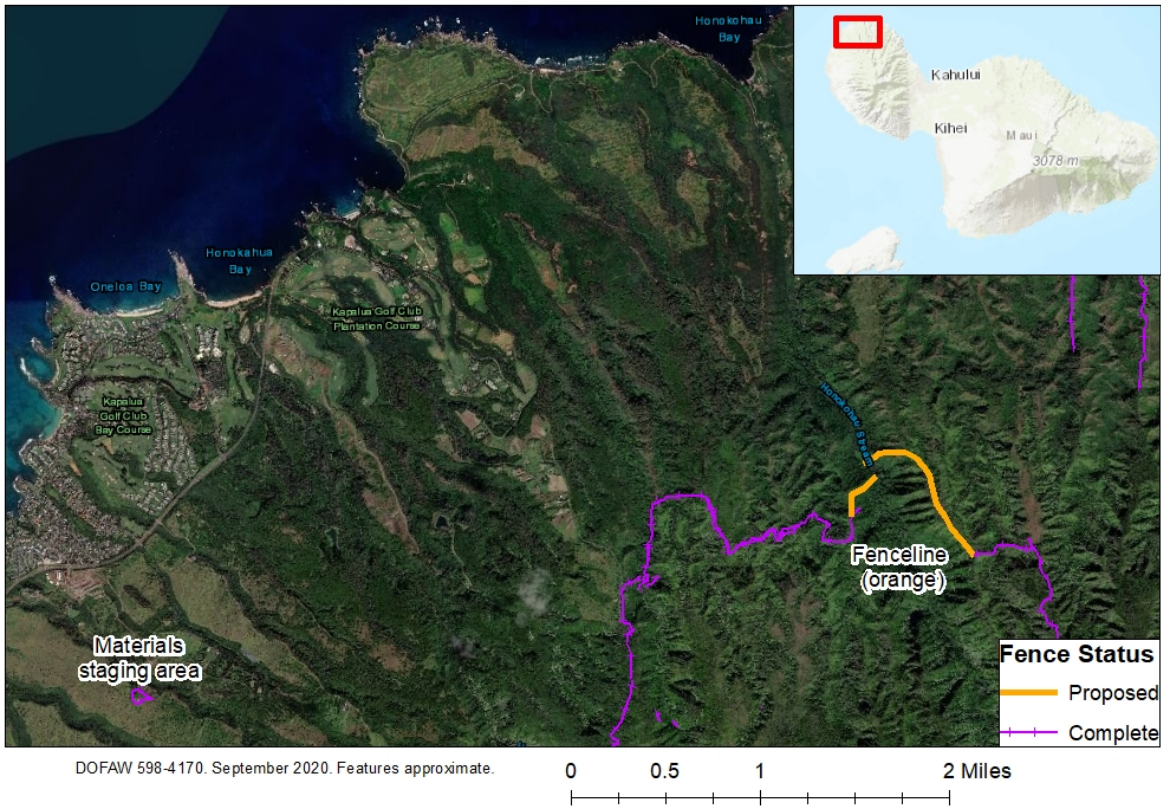 Honokohau
Bay
Kahului
Kihei
Maui
3078 m
Honokahua
Bay
Oneloa Bay
Kapalua Golf Club
Plantation Course
Kapalua
Golf Club
Bay Course
Honokohau Stream
Fenceline
(orange)
Materials
staging area
Fence Status
Proposed
Complete
DOFAW 598-4170. September 2020. Features approximate.
0 0.5 1 2 Miles